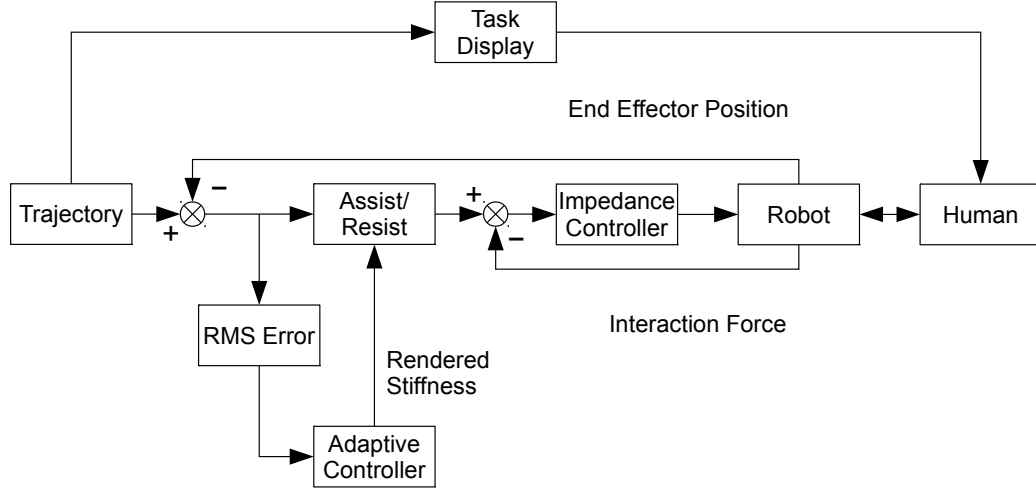 Task
Display
End Effector Position
−
+
Trajectory
Assist/
Resist
+
−
Impedance
Controller
Robot
Human
RMS Error
Interaction Force
Rendered
Stiffness
Adaptive
Controller